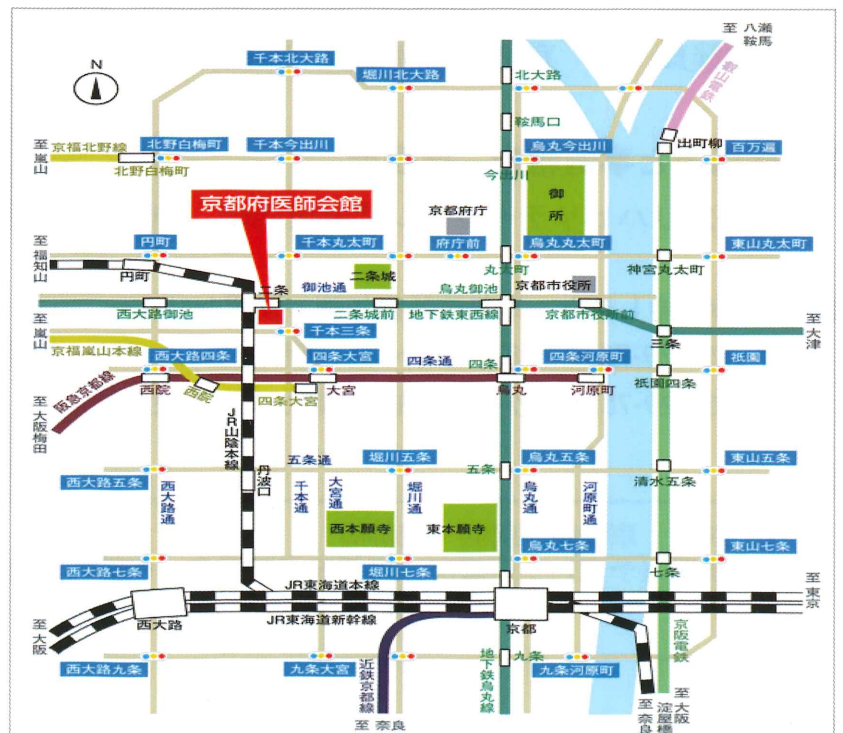 至 八瀬
鞍馬
叡山電鉄
千本北大路
堀川北大路
北大路
N
鞍馬口
出町柳
至嵐山
京福北野線
北野白梅町
千本今出川
烏丸今出川
百万遍
北野白梅町
今出川
御所
京都府医師会館
京都府庁
至福知山
円町
千本丸太町
府庁前
烏丸丸太町
東山丸太町
円町
丸太町
神宮丸太町
二条城
京都市役所
二条
御池通
烏丸御池
西大路御池
二条城前
地下鉄東西線
京都市役所前
至大津
至嵐山
千本三条
三条
京福嵐山本線
西大路四条
四条大宮
四条通
四条
四条河原町
祇園
阪急京都線
西院
西院
大宮
四条大宮
烏丸
河原町
祇園四条
至大阪梅田
JR山陰本線
五条通
堀川五条
五条
烏丸五条
東山五条
西大路五条
丹波口
清水五条
西大路通
千本通
大宮通
堀川通
烏丸通
河原町通
西本願寺
東本願寺
西大路七条
堀川七条
烏丸七条
東山七条
七条
JR東海道本線
至東京
西大路
JR東海道新幹線
京都
至大阪
京阪電鉄
西大路九条
九条大宮
近鉄京都線
地下鉄烏丸線
九条
九条河原町
至 奈良
至奈良
至大阪
淀屋橋